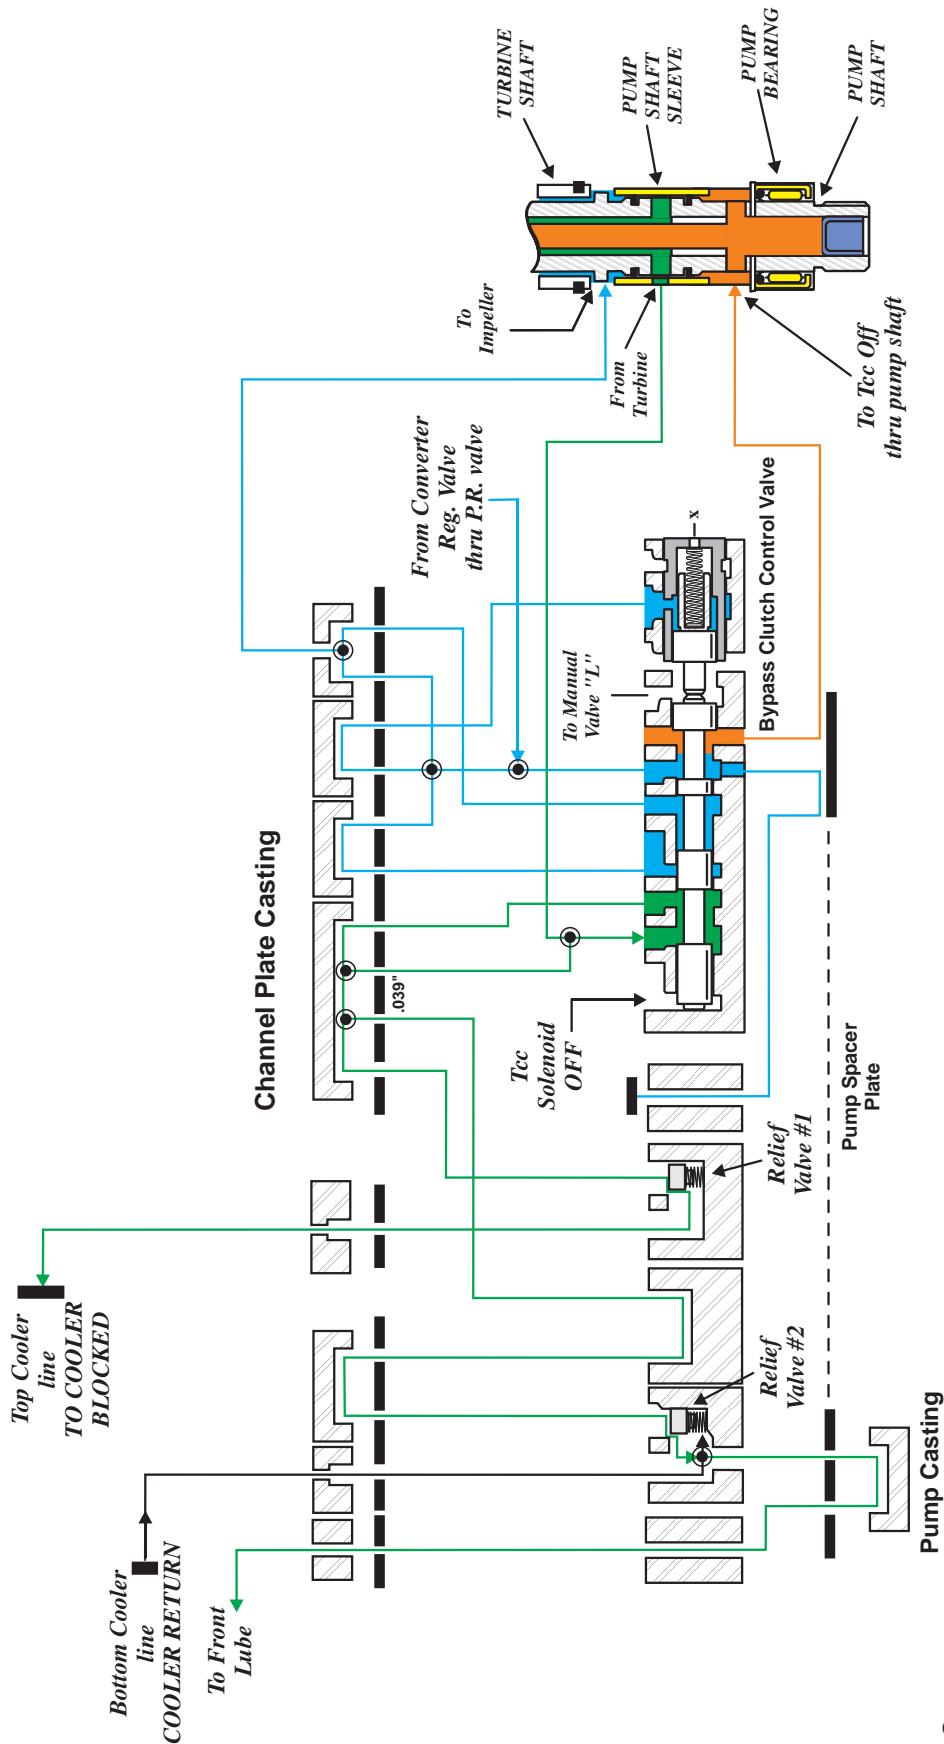 Top Cooler
line
TO COOLER
BLOCKED
Bottom Cooler
line
COOLER RETURN
To Front
Lube
Channel Plate Casting
.039"
From Converter
Reg. Valve
thru P.R. valve
To
Impeller
From
Turbine
TURBINE
SHAFT
PUMP
SHAFT
SLEEVE
PUMP
BEARING
PUMP
SHAFT
To Tcc Off
thru pump shaft
Tcc
Solenoid
OFF
To Manual
Valve "L"
x
Bypass Clutch Control Valve
Relief
Valve #1
Relief
Valve #2
Pump Spacer
Plate
Pump Casting